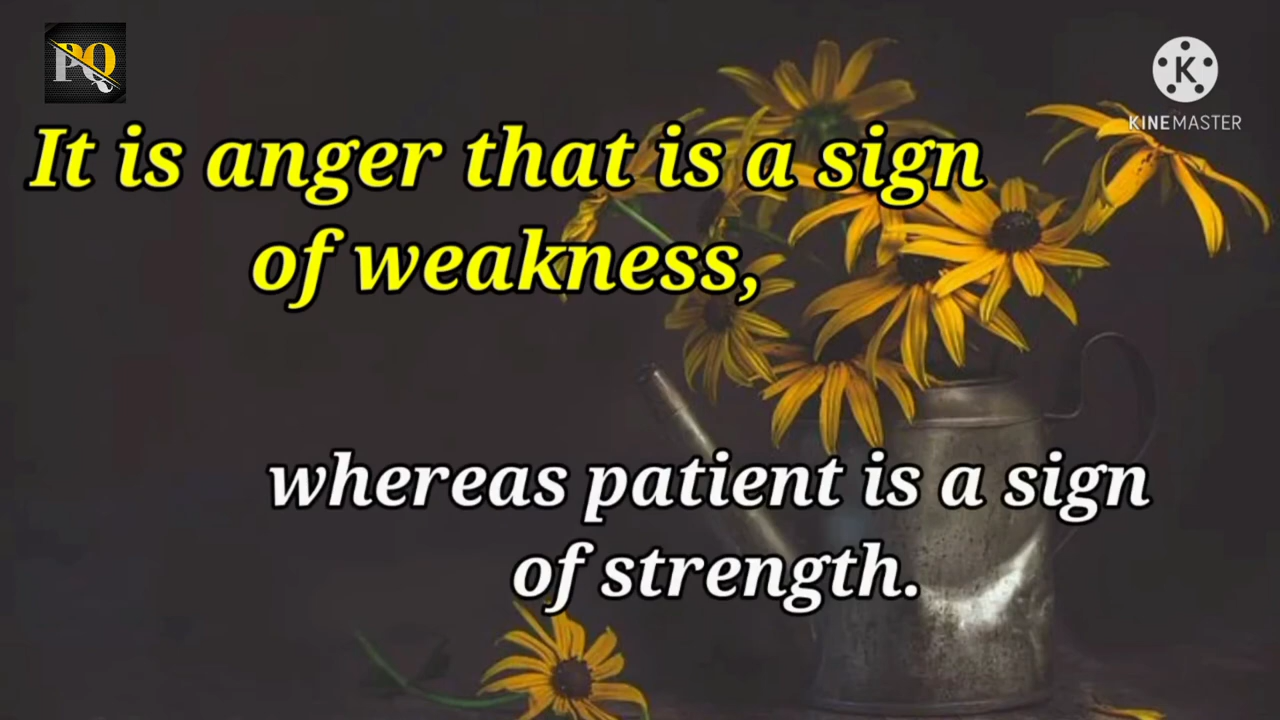 PQ
K
KINEMASTER
It is anger that is a sign
of weakness,
whereas patient is a sign
of strength.